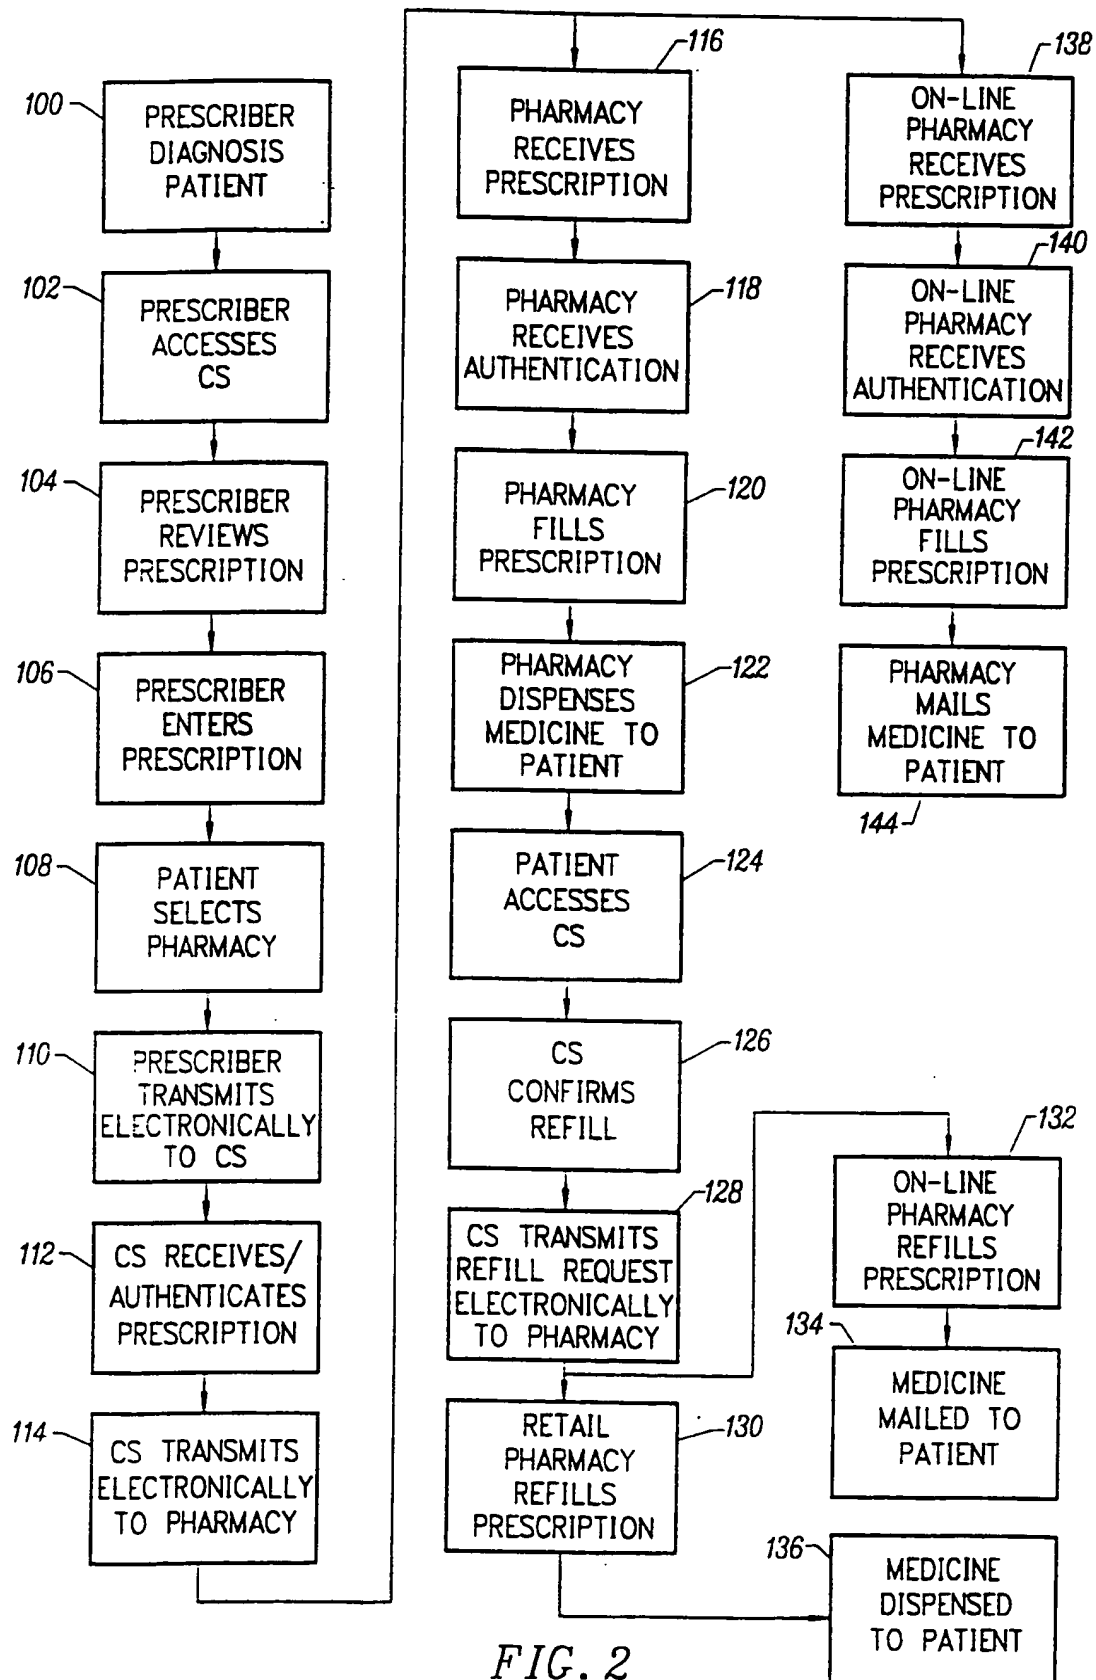 100
PRESCRIBER
DIAGNOSIS
PATIENT
102
PRESCRIBER
ACCESSES
CS
104
PRESCRIBER
REVIEWS
PRESCRIPTION
106
PRESCRIBER
ENTERS
PRESCRIPTION
108
PATIENT
SELECTS
PHARMACY
110
PRESCRIBER
TRANSMITS
ELECTRONICALLY
TO CS
112
CS RECEIVES/
AUTHENTICATES
PRESCRIPTION
114
CS TRANSMITS
ELECTRONICALLY
TO PHARMACY
116
PHARMACY
RECEIVES
PRESCRIPTION
118
PHARMACY
RECEIVES
AUTHENTICATION
120
PHARMACY
FILLS
PRESCRIPTION
122
PHARMACY
DISPENSES
MEDICINE TO
PATIENT
124
PATIENT
ACCESSES
CS
126
CS
CONFIRMS
REFILL
128
CS TRANSMITS
REFILL REQUEST
ELECTRONICALLY
TO PHARMACY
130
RETAIL
PHARMACY
REFILLS
PRESCRIPTION
138
ON-LINE
PHARMACY
RECEIVES
PRESCRIPTION
140
ON-LINE
PHARMACY
RECEIVES
AUTHENTICATION
142
ON-LINE
PHARMACY
FILLS
PRESCRIPTION
PHARMACY
MAILS
MEDICINE TO
PATIENT
144
132
ON-LINE
PHARMACY
REFILLS
PRESCRIPTION
134
MEDICINE
MAILED TO
PATIENT
136
MEDICINE
DISPENSED
TO PATIENT
FIG. 2